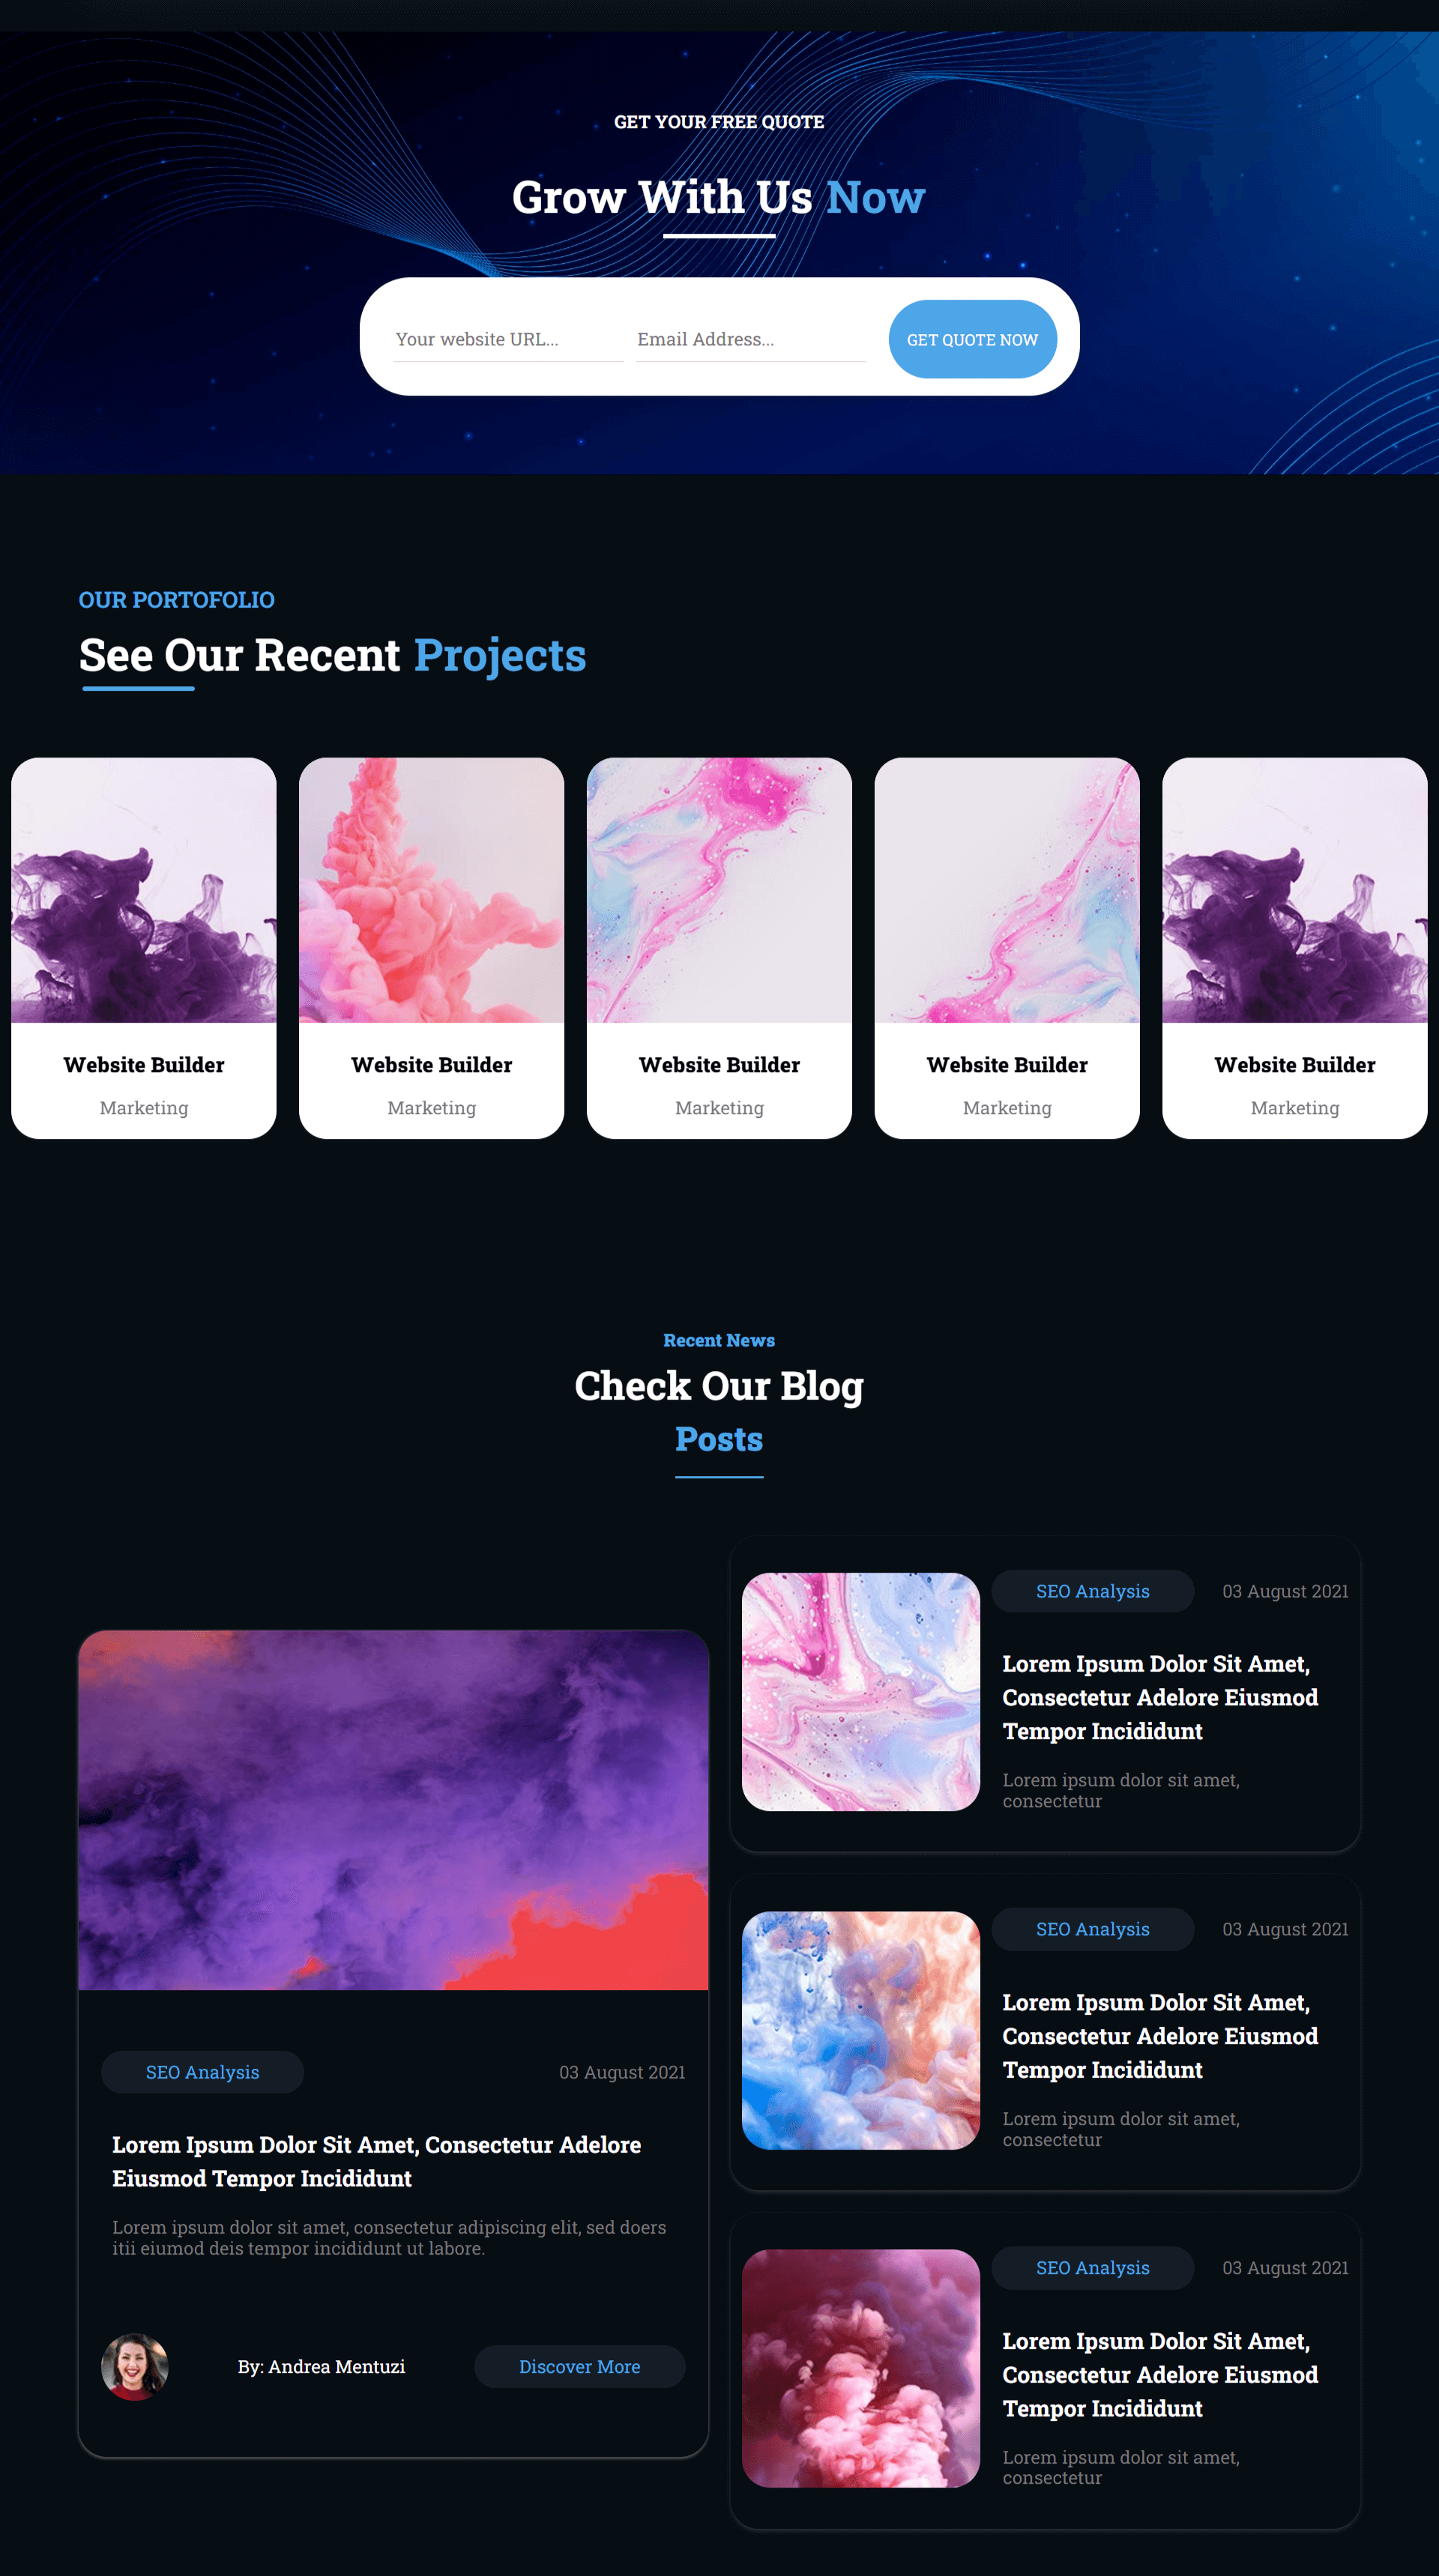 GET YOUR FREE QUOTE
Grow With Us Now
Your website URL...
Email Address...
GET QUOTE NOW
OUR PORTOFOLIO
See Our Recent Projects
Website Builder
Marketing
Website Builder
Marketing
Website Builder
Marketing
Website Builder
Marketing
Website Builder
Marketing
Recent News
Check Our Blog
Posts
SEO Analysis
03 August 2021
Lorem Ipsum Dolor Sit Amet, Consectetur Adelore
Eiusmod Tempor Incididunt
Lorem ipsum dolor sit amet, consectetur adipiscing elit, sed doers
itii eiumod deis tempor incididunt ut labore.
By: Andrea Mentuzi
Discover More
SEO Analysis
03 August 2021
Lorem Ipsum Dolor Sit Amet,
Consectetur Adelore Eiusmod
Tempor Incididunt
Lorem ipsum dolor sit amet,
consectetur
SEO Analysis
03 August 2021
Lorem Ipsum Dolor Sit Amet,
Consectetur Adelore Eiusmod
Tempor Incididunt
Lorem ipsum dolor sit amet,
consectetur
SEO Analysis
03 August 2021
Lorem Ipsum Dolor Sit Amet,
Consectetur Adelore Eiusmod
Tempor Incididunt
Lorem ipsum dolor sit amet,
consectetur